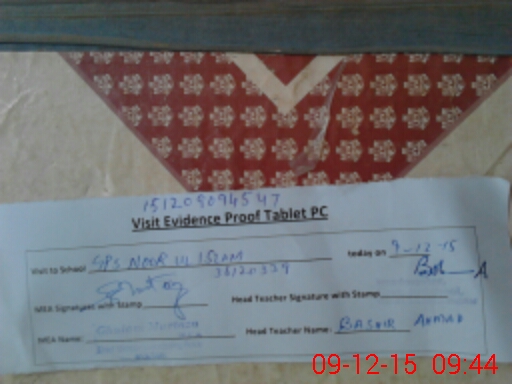 151209094547
Visit Evidence Proof Tablet PC
Visit to School GPS NOOR UL ISLAM today on 9-12-15
36120339
MEA Signature with Stamp Head Teacher Signature with Stamp
MEA Name: Head Teacher Name: BASHIR AHMAD
09-12-15 09:44